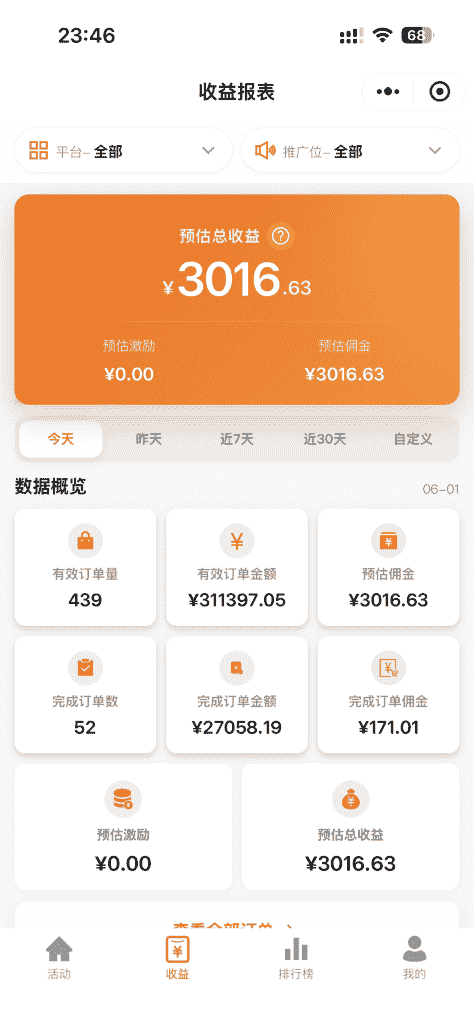 23:46
68
收益报表
平台- 全部
推广位- 全部
预估总收益 ?
¥3016.63
预估激励 预估佣金
¥0.00 ¥3016.63
今天 昨天 近7天 近30天 自定义
数据概览 06-01
有效订单量 有效订单金额 预估佣金
439 ¥311397.05 ¥3016.63
完成订单数 完成订单金额 完成订单佣金
52 ¥27058.19 ¥171.01
预估激励 预估总收益
¥0.00 ¥3016.63
查看全部订单
活动 收益 排行榜 我的